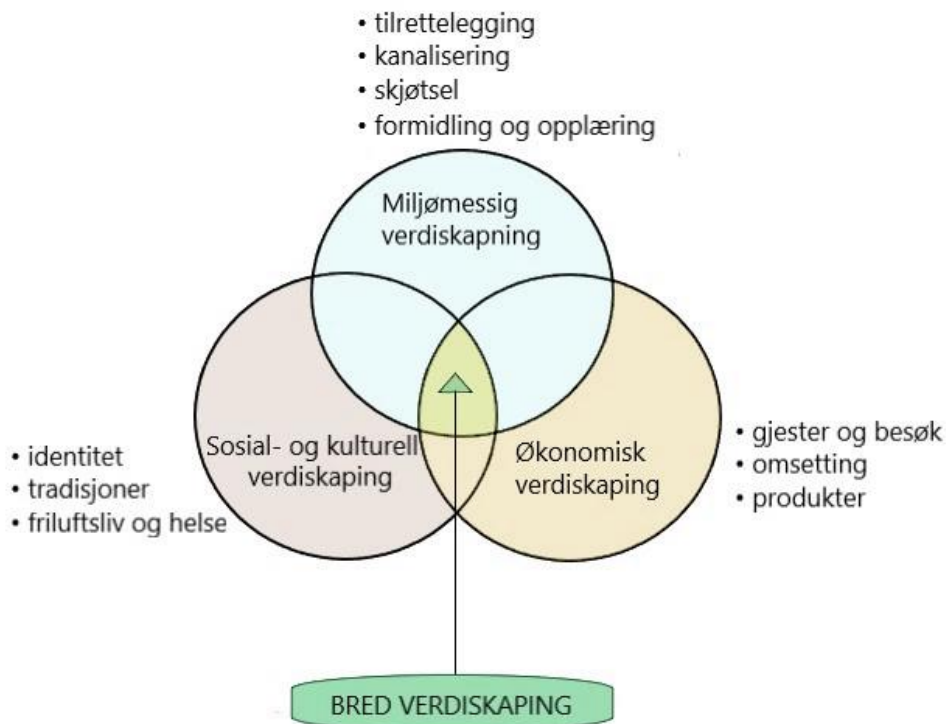 • tilrettelegging
• kanalisering
• skjøtsel
• formidling og opplæring
Miljømessig
verdiskapning
Sosial- og kulturell
verdiskaping
Økonomisk
verdiskaping
• identitet
• tradisjoner
• friluftsliv og helse
• gjester og besøk
• omsetting
• produkter
BRED VERDISKAPING